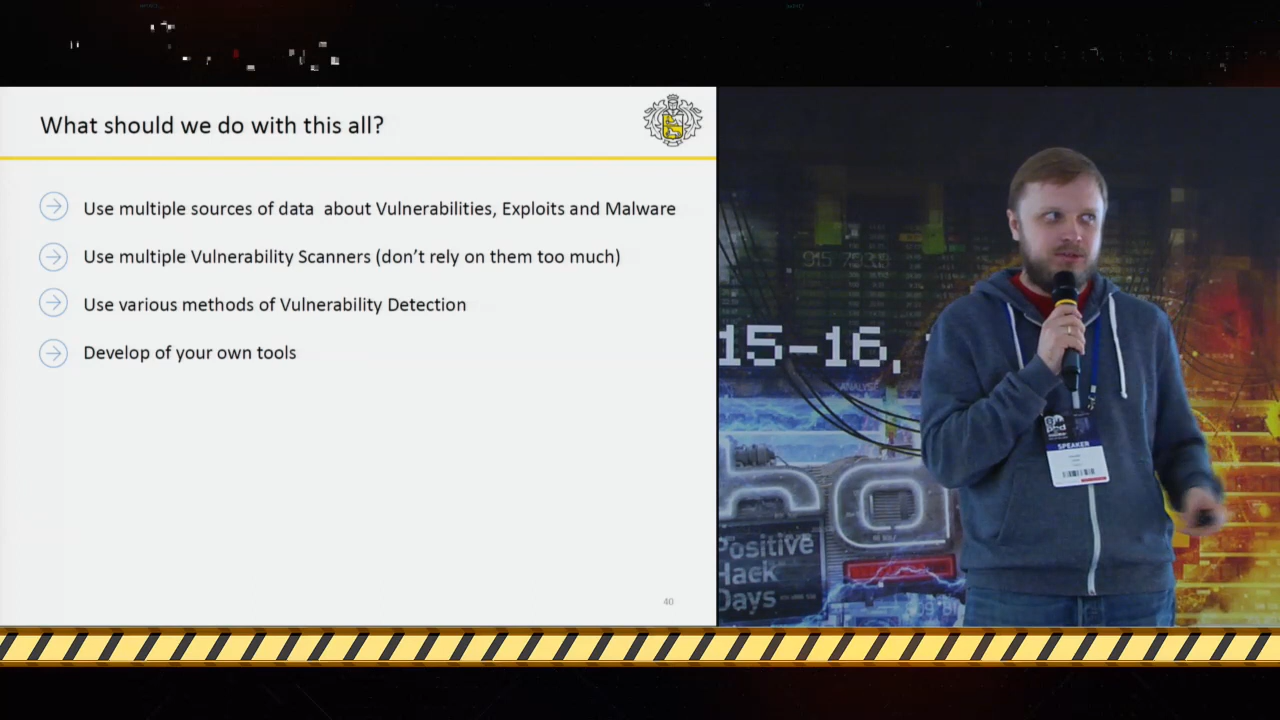 What should we do with this all?
Use multiple sources of data about Vulnerabilities, Exploits and Malware
Use multiple Vulnerability Scanners (don’t rely on them too much)
Use various methods of Vulnerability Detection
Develop of your own tools
40
15-16,
ANALYSE
Positive
Hack
Days
SPEAKER